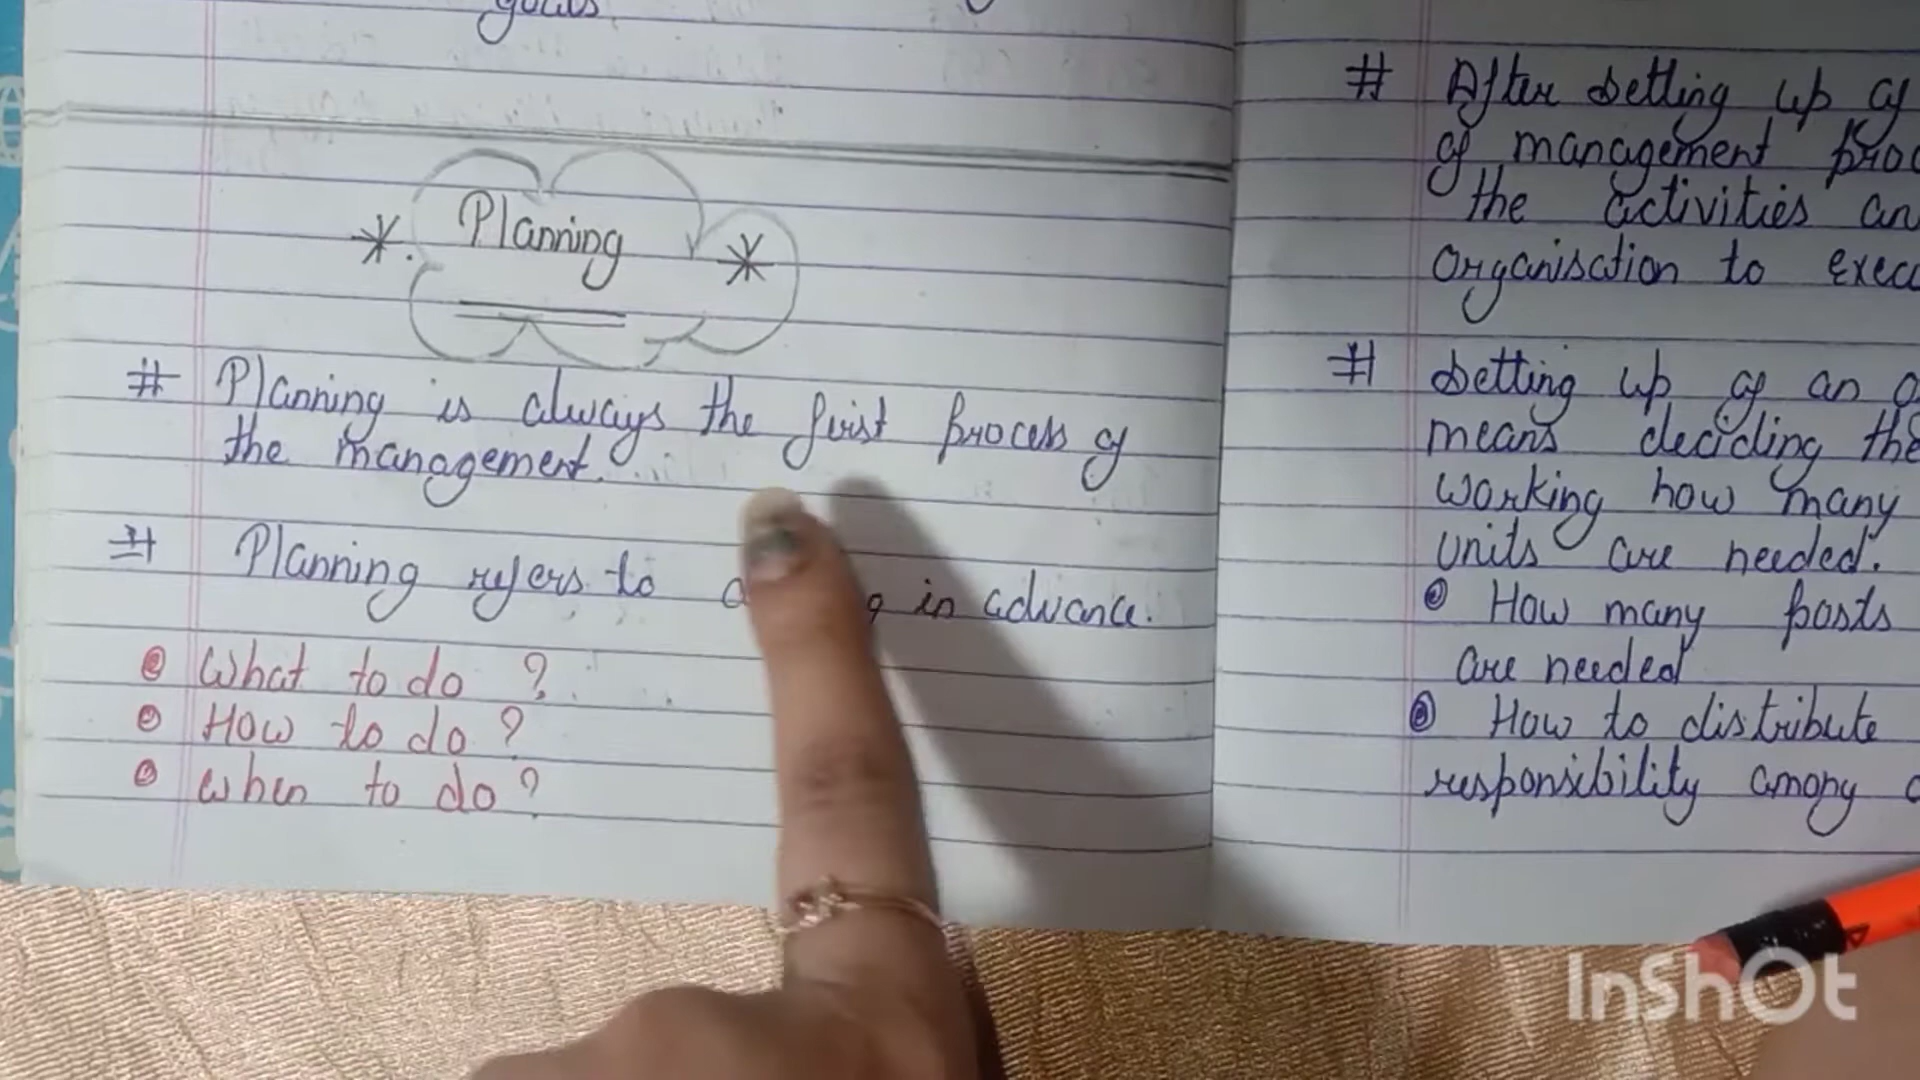 goals
* Planning *
# Planning is always the first process of
the management.
# Planning refers to in advance.
What to do ?
How to do ?
When to do ?
# After setting up of
of management
the activities
organisation to
# Setting up of an
means deciding the
working how many
units are needed.
How many posts
are needed
How to distribute
responsibility among
InShOt